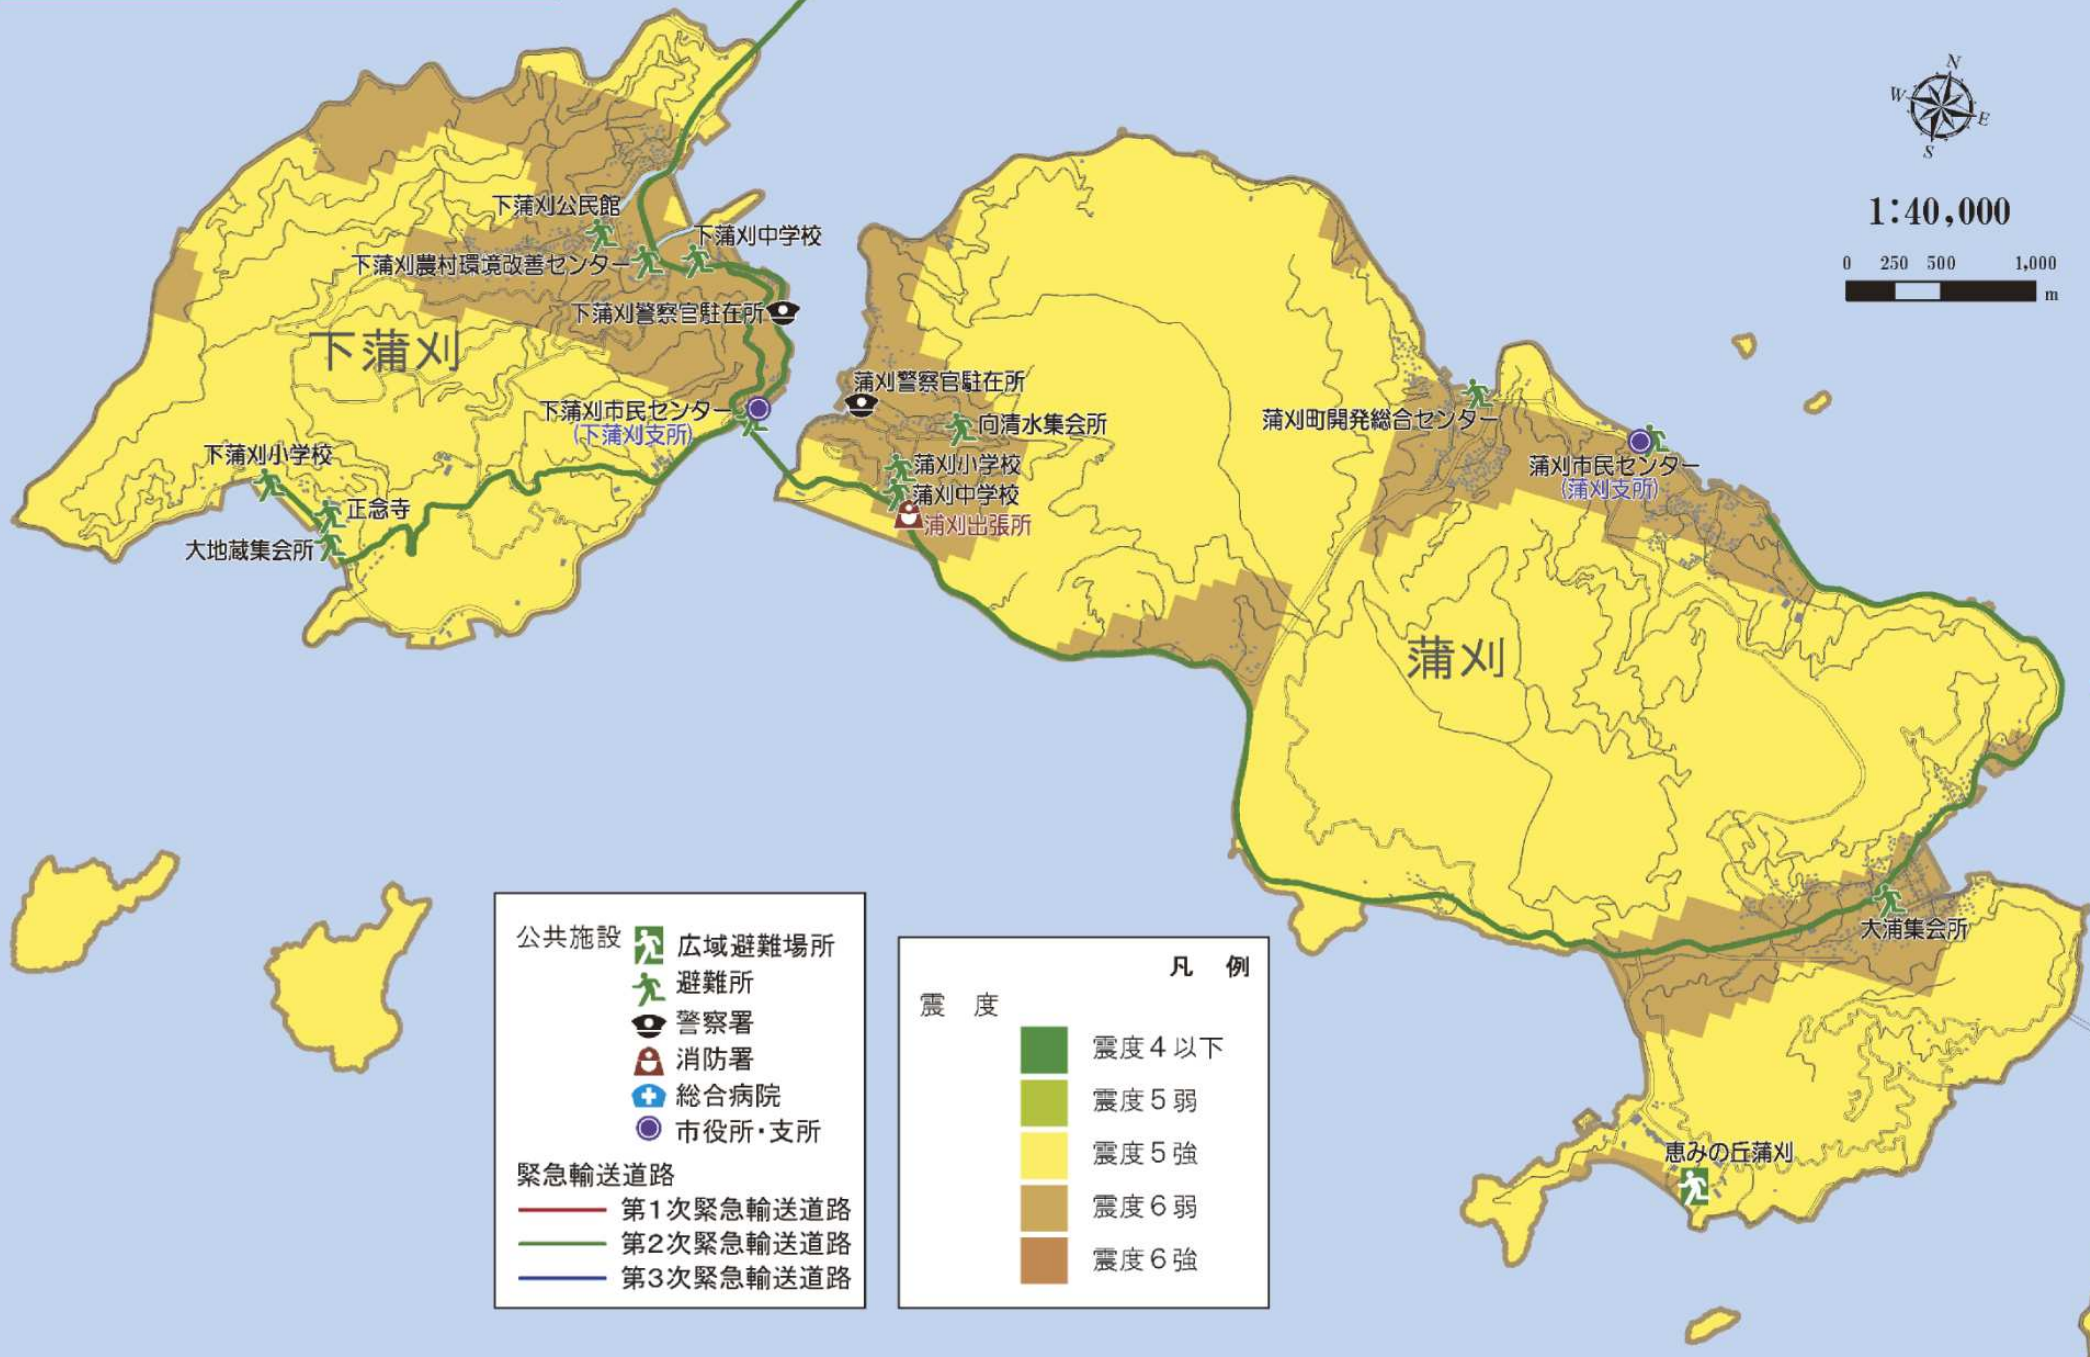 N
W
E
S
1:40,000
0 250 500 1,000
m
下蒲刈公民館
下蒲刈中学校
下蒲刈農村環境改善センター
下蒲刈警察官駐在所
下蒲刈
下蒲刈市民センター
(下蒲刈支所)
下蒲刈小学校
正念寺
大地蔵集会所
蒲刈警察官駐在所
向清水集会所
蒲刈小学校
蒲刈中学校
浦刈出張所
蒲刈町開発総合センター
蒲刈市民センター
(蒲刈支所)
蒲刈
大浦集会所
恵みの丘蒲刈
公共施設
広域避難場所
避難所
警察署
消防署
総合病院
市役所・支所
緊急輸送道路
第1次緊急輸送道路
第2次緊急輸送道路
第3次緊急輸送道路
凡 例
震 度
震度4以下
震度5弱
震度5強
震度6弱
震度6強